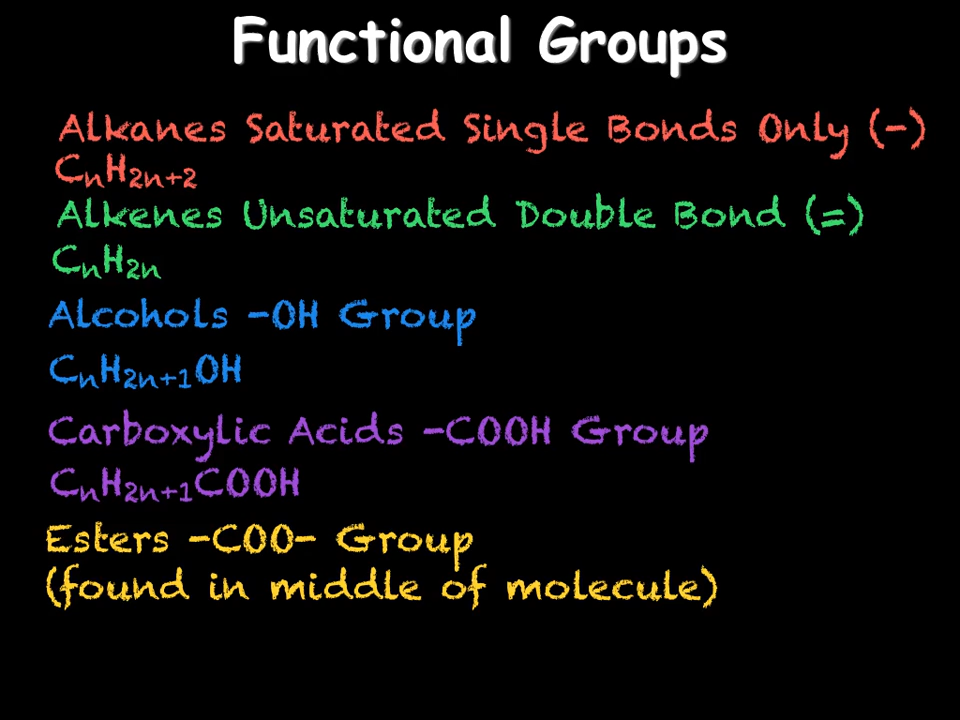 Functional Groups
Alkanes Saturated Single Bonds Only (-)
CₙH₂ₙ₊₂
Alkenes Unsaturated Double Bond (=)
CₙH₂ₙ
Alcohols -OH Group
CₙH₂ₙ₊₁OH
Carboxylic Acids -COOH Group
CₙH₂ₙ₊₁COOH
Esters -COO- Group
(found in middle of molecule)